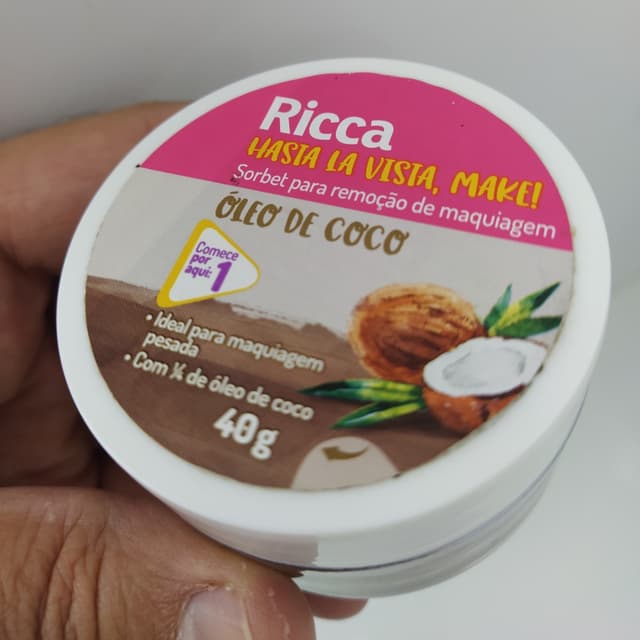 Ricca
HASTA LA VISTA, MAKE!
Sorbet para remoção de maquiagem
ÓLEO DE COCO
Comece
por
aqui: 1
• Ideal para maquiagem
pesada
• Com ¼ de óleo de coco
40g